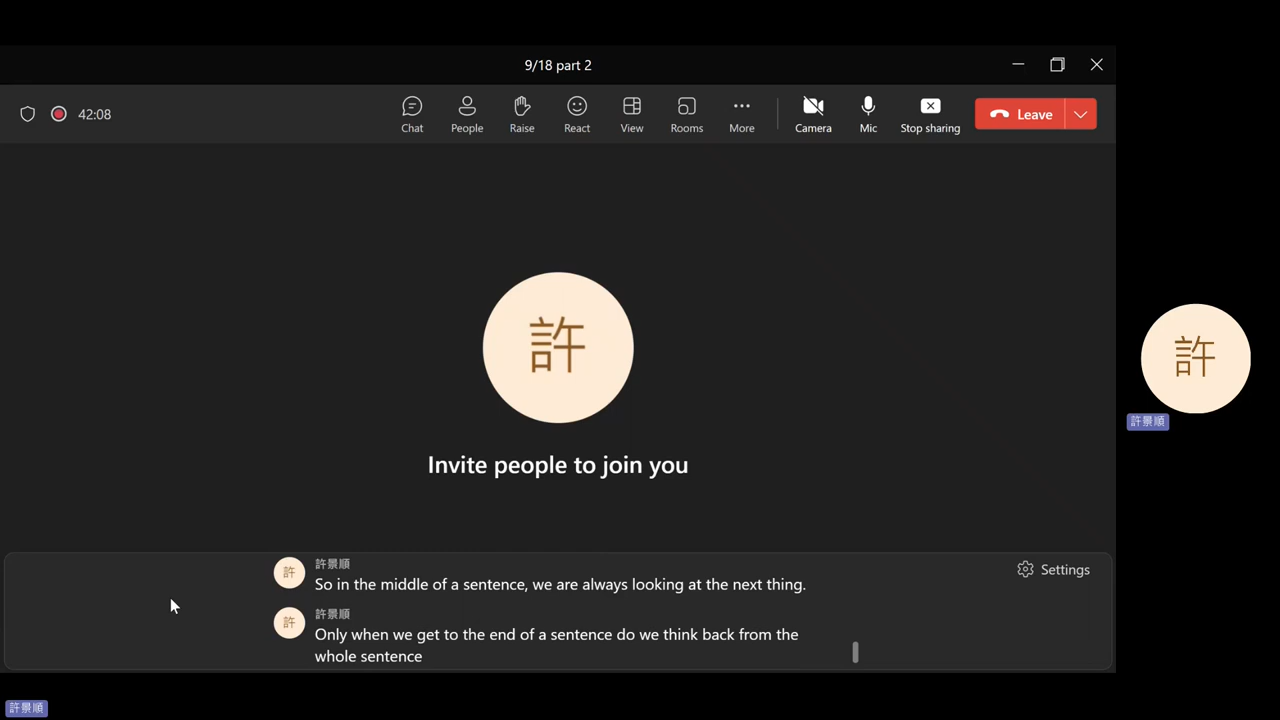 9/18 part 2
42:08
Chat
People
Raise
React
View
Rooms
More
Camera
Mic
Stop sharing
Leave
許
Invite people to join you
許
許景順
許
許景順
So in the middle of a sentence, we are always looking at the next thing.
Settings
許
許景順
Only when we get to the end of a sentence do we think back from the
whole sentence
許景順